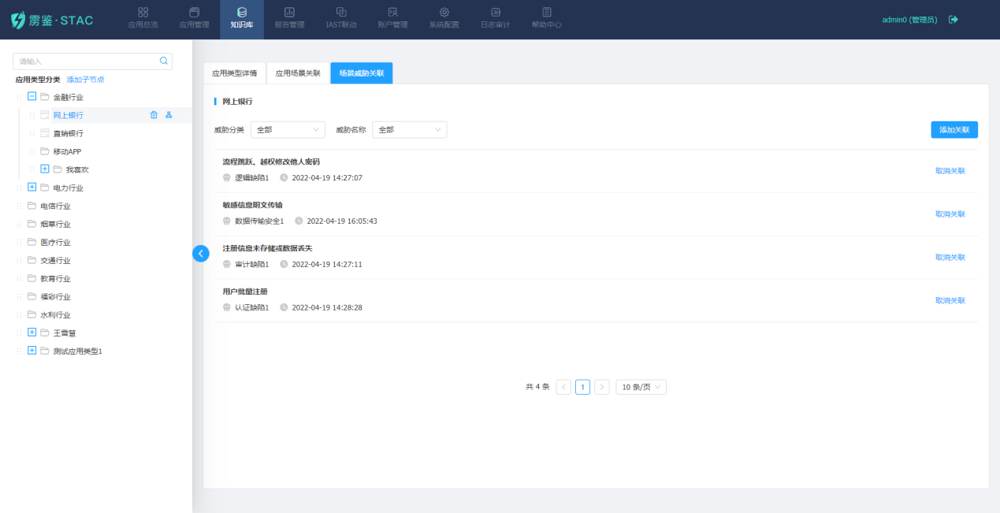 雳鉴·STAC
应用总览
应用管理
知识库
报告管理
IAST联动
账户管理
系统配置
日志审计
帮助中心
admin0 (管理员)
请输入
应用类型分类 添加子节点
金融行业
网上银行
直销银行
移动APP
我喜欢
电力行业
电信行业
烟草行业
医疗行业
交通行业
教育行业
福彩行业
水利行业
王雪慧
测试应用类型1
应用类型详情 应用场景关联 场景威胁关联
网上银行
威胁分类 全部 威胁名称 全部 添加关联
流程跳跃、越权修改他人密码
逻辑缺陷1 2022-04-19 14:27:07
取消关联
敏感信息明文传输
数据传输安全1 2022-04-19 16:05:43
取消关联
注册信息未存储或数据丢失
审计缺陷1 2022-04-19 14:27:11
取消关联
用户批量注册
认证缺陷1 2022-04-19 14:28:28
取消关联
共 4 条 < 1 > 10 条/页